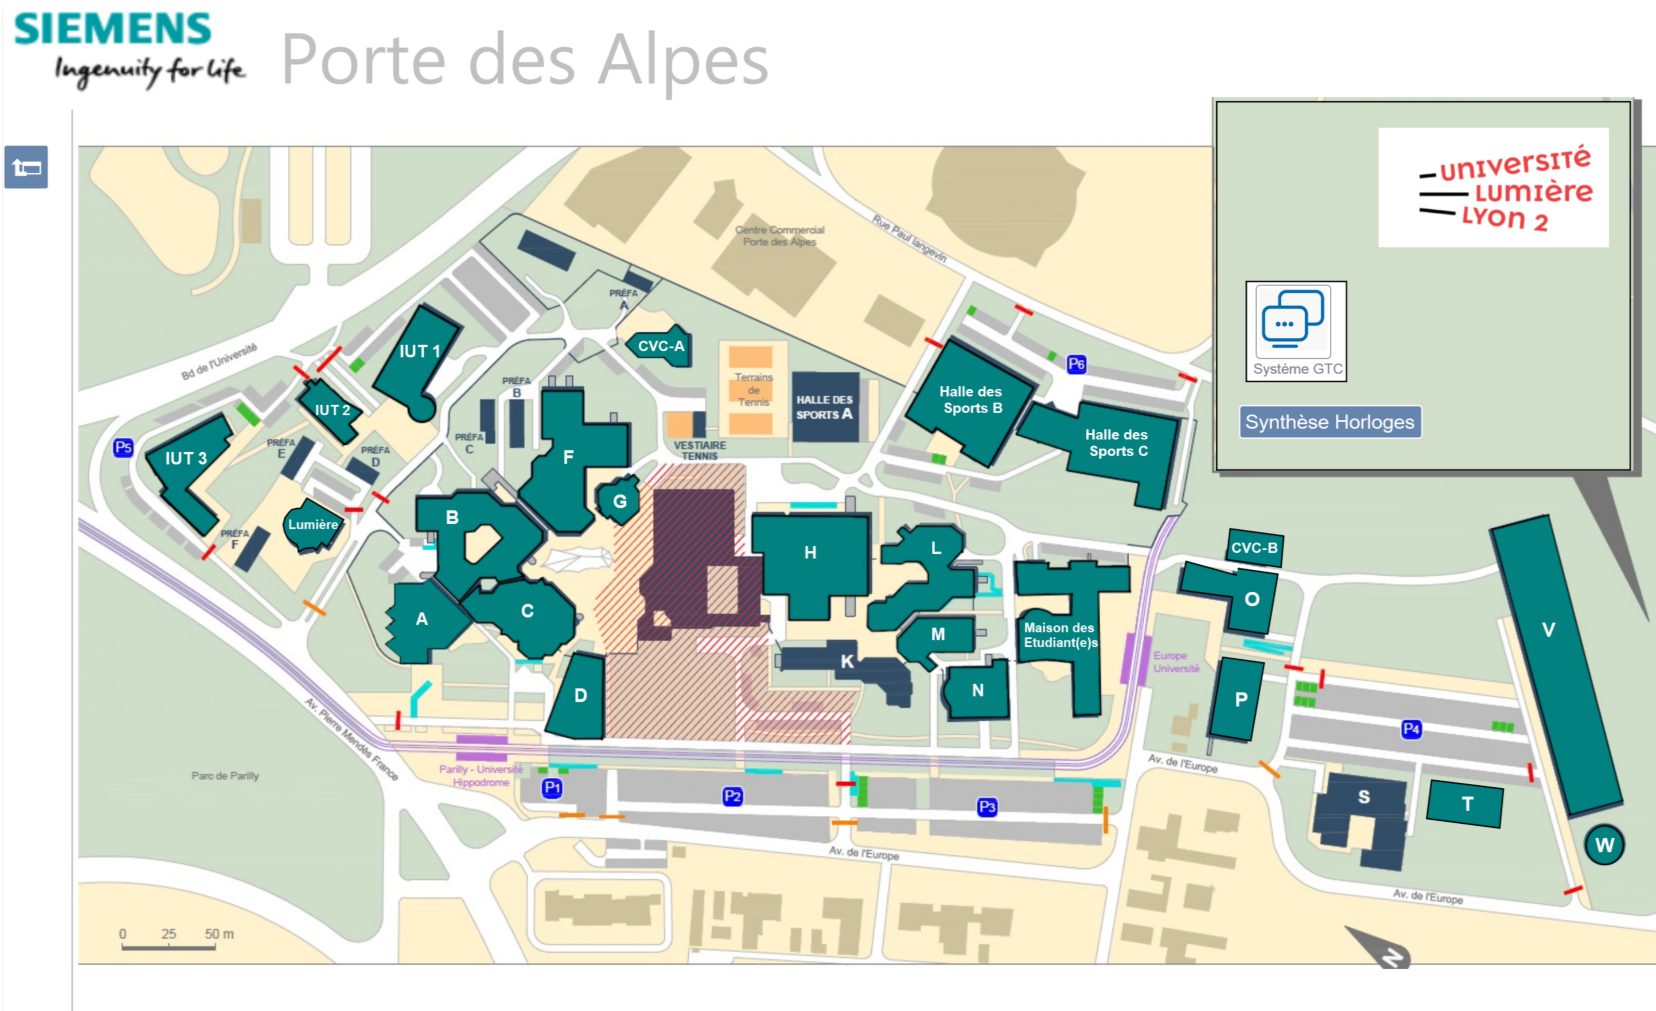 SIEMENS
Ingenuity for life
Porte des Alpes
UNIVERSITÉ
LUMIÈRE
LYON 2
Système GTC
Synthèse Horloges
Centre Commercial
Porte des Alpes
Rue Paul langevin
Bd de l'Université
PRÉFA
A
CVC-A
IUT 1
IUT 2
IUT 3
P5
PRÉFA
B
PRÉFA
C
PRÉFA
D
PRÉFA
E
PRÉFA
F
Lumière
Terrains
de
Tennis
VESTIAIRE
TENNIS
HALLE DES
SPORTS A
Halle des
Sports B
Halle des
Sports C
P6
F
G
B
A
C
D
H
L
M
K
N
Maison des
Etudiant(e)s
CVC-B
O
P
V
Europe
Université
P4
S
T
W
Av. Pierre Mendès France
Parc de Parilly
Parilly - Université
Hippodrome
P1
P2
P3
Av. de l'Europe
Av. de l'Europe
Av. de l'Europe
0 25 50 m
N